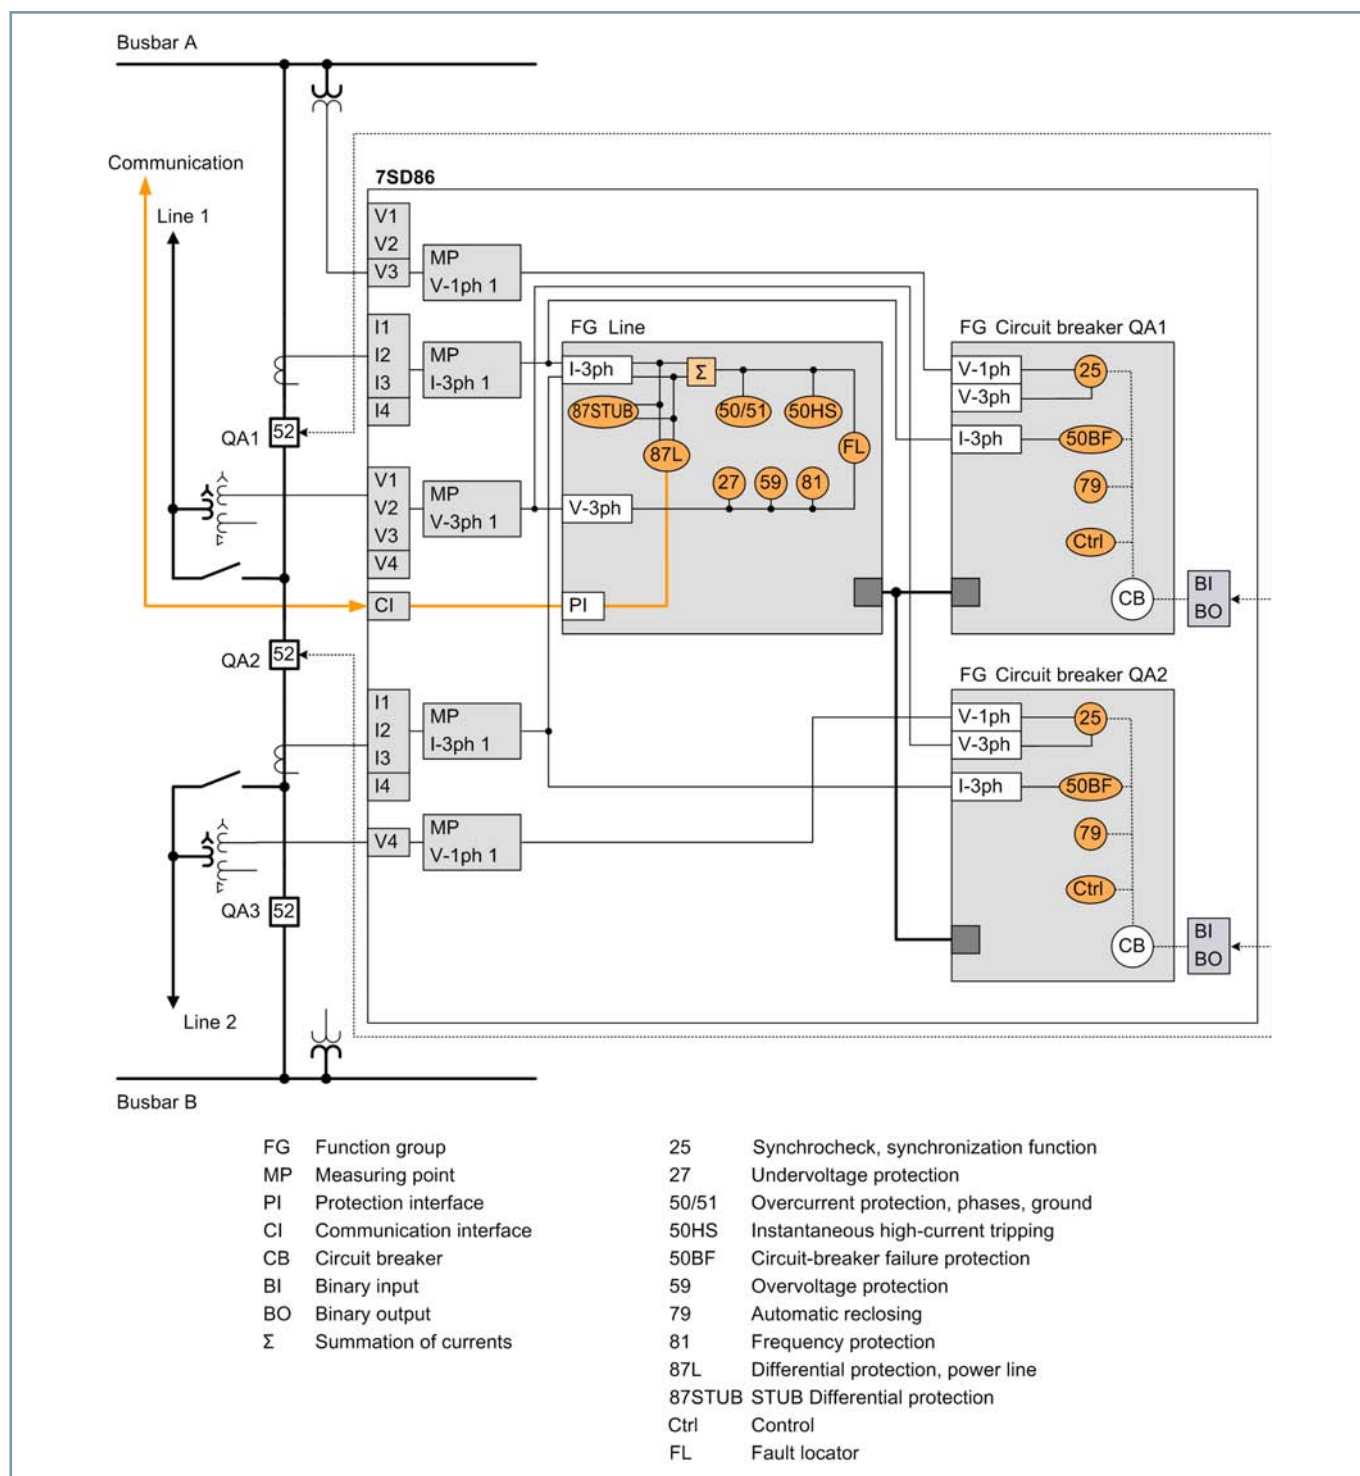 Busbar A
Communication
7SD86
Line 1
V1
V2
V3
MP
V-1ph 1
I1
I2
I3
I4
MP
I-3ph 1
FG Line
I-3ph
Σ
87STUB
50/51
50HS
87L
FL
27
59
81
V-3ph
PI
FG Circuit breaker QA1
V-1ph
V-3ph
25
I-3ph
50BF
79
Ctrl
CB
BI
BO
QA1
52
V1
V2
V3
V4
MP
V-3ph 1
CI
QA2
52
I1
I2
I3
I4
MP
I-3ph 1
V4
MP
V-1ph 1
FG Circuit breaker QA2
V-1ph
V-3ph
25
I-3ph
50BF
79
Ctrl
CB
BI
BO
QA3
52
Line 2
Busbar B
FG Function group
MP Measuring point
PI Protection interface
CI Communication interface
CB Circuit breaker
BI Binary input
BO Binary output
Σ Summation of currents
25 Synchrocheck, synchronization function
27 Undervoltage protection
50/51 Overcurrent protection, phases, ground
50HS Instantaneous high-current tripping
50BF Circuit-breaker failure protection
59 Overvoltage protection
79 Automatic reclosing
81 Frequency protection
87L Differential protection, power line
87STUB STUB Differential protection
Ctrl Control
FL Fault locator